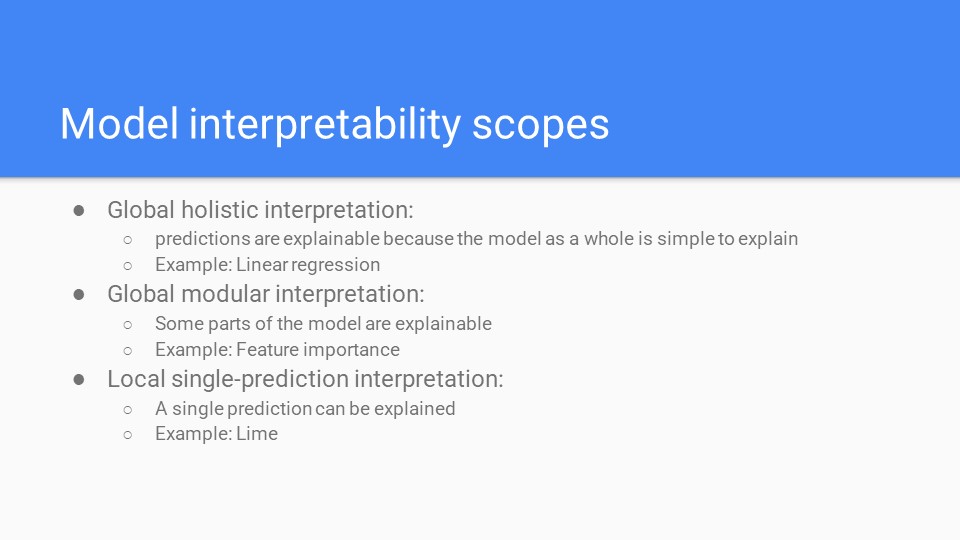 Model interpretability scopes
● Global holistic interpretation:
○ predictions are explainable because the model as a whole is simple to explain
○ Example: Linear regression
● Global modular interpretation:
○ Some parts of the model are explainable
○ Example: Feature importance
● Local single-prediction interpretation:
○ A single prediction can be explained
○ Example: Lime